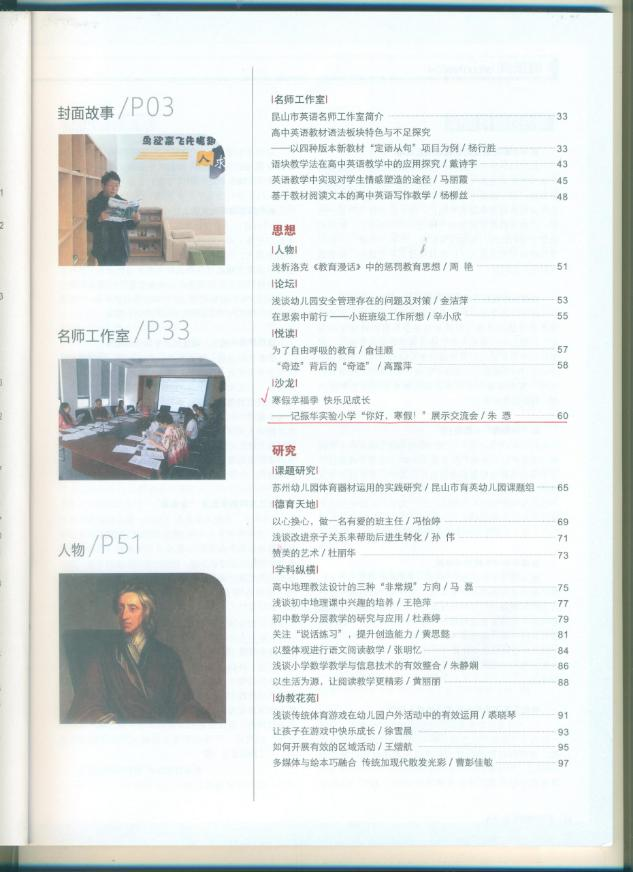 封面故事/P03
勇敢高飞先嘴翘
人
名师工作室/P33
人物/P51
|名师工作室|
昆山市英语名师工作室简介 33
高中英语教材语法板块特色与不足探究
——以四种版本新教材“定语从句”项目为例 / 杨行胜 33
语块教学法在高中英语教学中的应用探究 / 戴诗宇 43
英语教学中实现对学生情感塑造的途径 / 马丽霞 45
基于教材阅读文本的高中英语写作教学 / 杨柳丝 48
思想
|人物|
浅析洛克《教育漫话》中的惩罚教育思想 / 周 艳 51
|论坛|
浅谈幼儿园安全管理存在的问题及对策 / 金洁萍 53
在思索中前行——小班班级工作所想 / 辛小欣 55
|悦读|
为了自由呼吸的教育 / 俞佳顺 57
“奇迹”背后的“奇迹” / 高露萍 58
|沙龙|
寒假幸福季 快乐见成长
——记振华实验小学“你好，寒假！”展示交流会 / 朱 恿 60
研究
|课题研究|
苏州幼儿园体育器材运用的实践研究 / 昆山市育英幼儿园课题组 65
|德育天地|
以心换心，做一名有爱的班主任 / 冯怡婷 69
浅谈改进亲子关系来帮助后进生转化 / 孙 伟 71
赞美的艺术 / 杜丽华 73
|学科纵横|
高中地理教法设计的三种“非常规”方向 / 马 磊 75
浅谈初中地理课中兴趣的培养 / 王艳萍 77
初中数学分层教学的研究与应用 / 杜燕婷 79
关注“说话练习”，提升创造能力 / 黄思懿 81
以整体观进行语文阅读教学 / 张明忆 84
浅谈小学数学教学与信息技术的有效整合 / 朱静娴 86
以生活为源，让阅读教学更精彩 / 黄丽丽 88
|幼教花苑|
浅谈传统体育游戏在幼儿园户外活动中的有效运用 / 裘晓琴 91
让孩子在游戏中快乐成长 / 徐雪晨 93
如何开展有效的区域活动 / 王熠航 95
多媒体与绘本巧融合 传统加现代散发光彩 / 曹彭佳敏 97